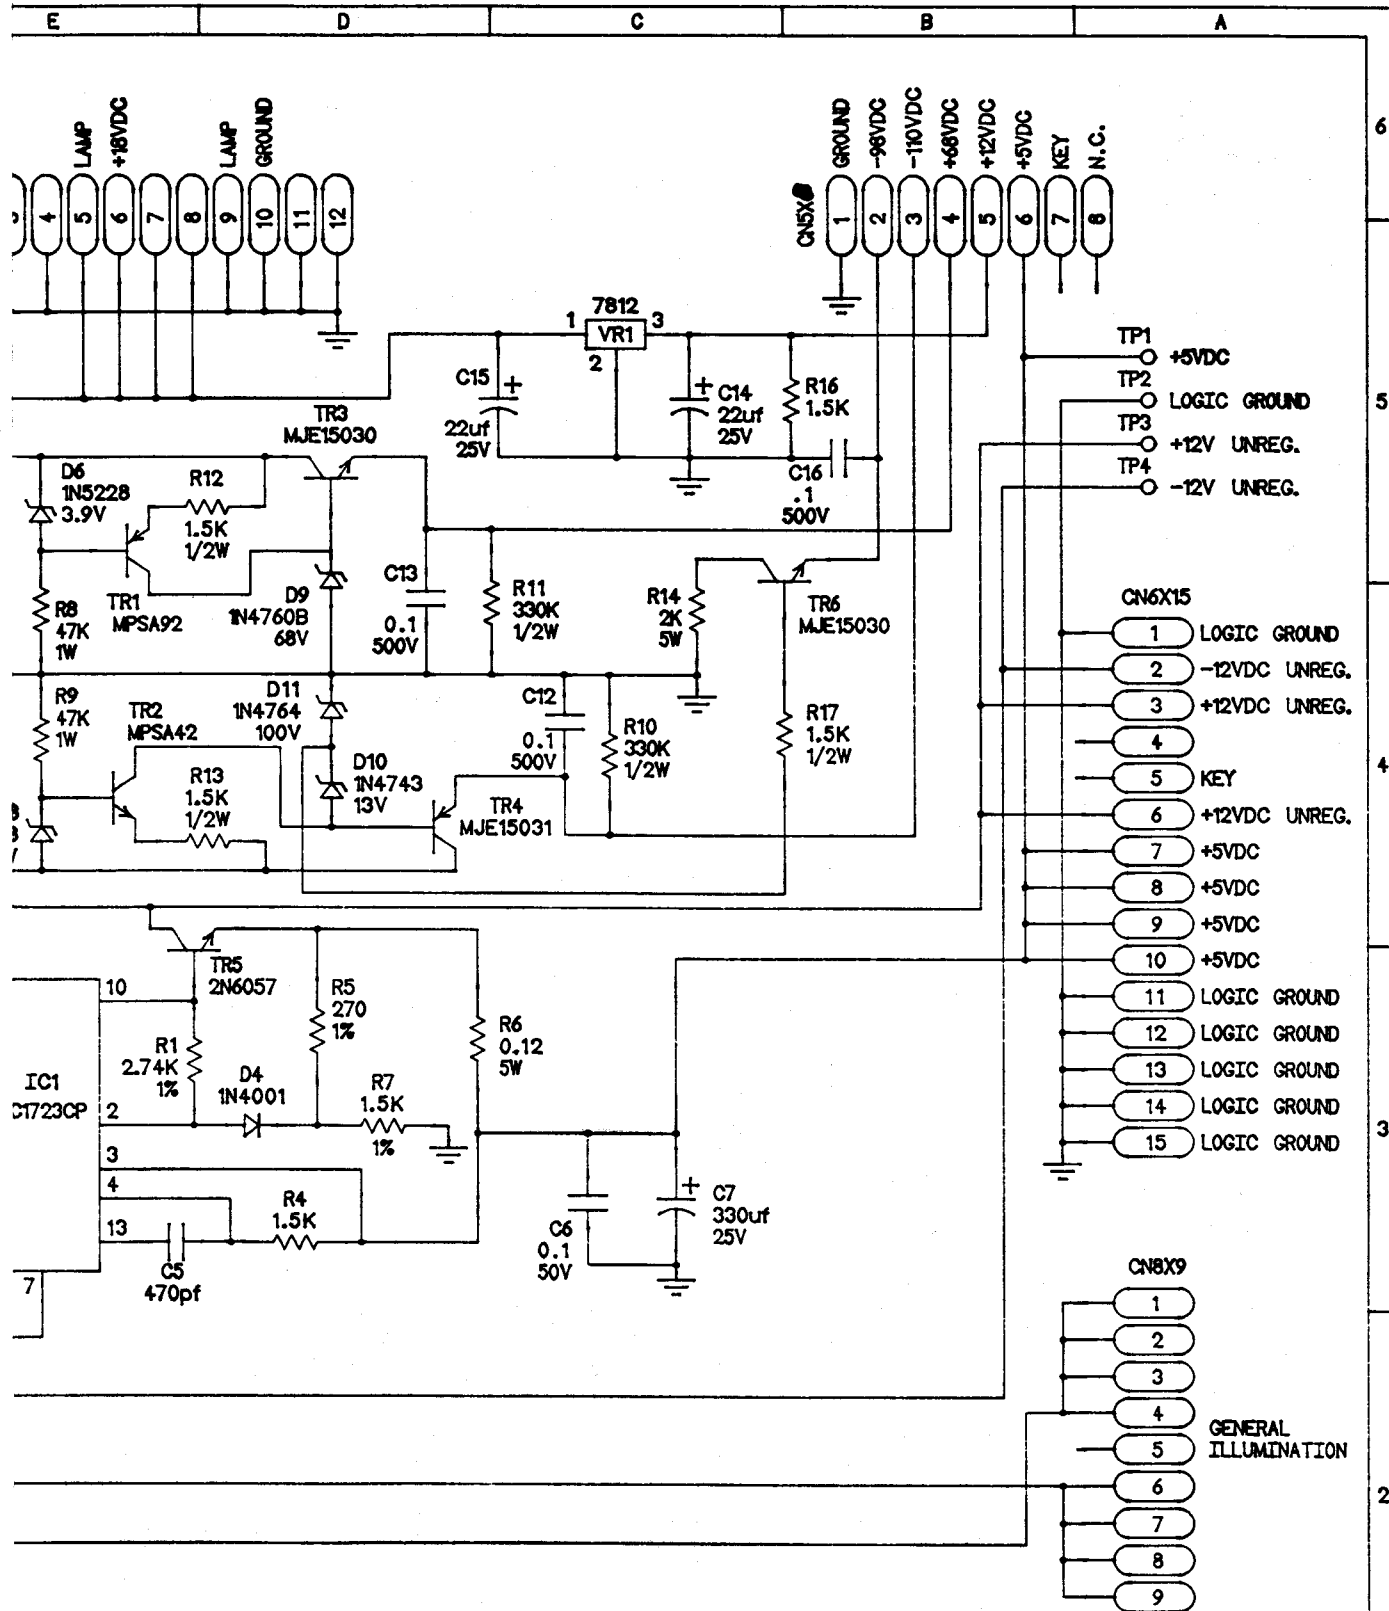 E D C B A
6
LAMP
+18VDC
LAMP
GROUND
4 5 6 7 8 9 10 11 12
GROUND
-98VDC
-110VDC
+68VDC
+12VDC
+5VDC
KEY
N.C.
CN5X
1 2 3 4 5 6 7 8
7812
1 VR1 3
2
C15
22uf
25V
C14
22uf
25V
R16
1.5K
C16
.1
500V
TP1
+5VDC
TP2
LOGIC GROUND
TP3
+12V UNREG.
TP4
-12V UNREG.
5
TR3
MJE15030
D6
1N5228
3.9V
R12
1.5K
1/2W
TR1
MPSA92
R8
47K
1W
D9
1N4760B
68V
C13
0.1
500V
R11
330K
1/2W
R14
2K
5W
TR6
MJE15030
R9
47K
1W
TR2
MPSA42
D11
1N4764
100V
C12
0.1
500V
R10
330K
1/2W
R17
1.5K
1/2W
R13
1.5K
1/2W
D10
1N4743
13V
TR4
MJE15031
CN6X15
1 LOGIC GROUND
2 -12VDC UNREG.
3 +12VDC UNREG.
4
5 KEY
6 +12VDC UNREG.
7 +5VDC
8 +5VDC
9 +5VDC
10 +5VDC
11 LOGIC GROUND
12 LOGIC GROUND
13 LOGIC GROUND
14 LOGIC GROUND
15 LOGIC GROUND
4
TR5
2N6057
10
R1
2.74K
1%
R5
270
1%
R6
0.12
5W
IC1
C1723CP
2
D4
1N4001
R7
1.5K
1%
3
4
13
R4
1.5K
C5
470pf
7
C6
0.1
50V
C7
330uf
25V
3
CN8X9
1
2
3
4
5
6
7
8
9
GENERAL
ILLUMINATION
2